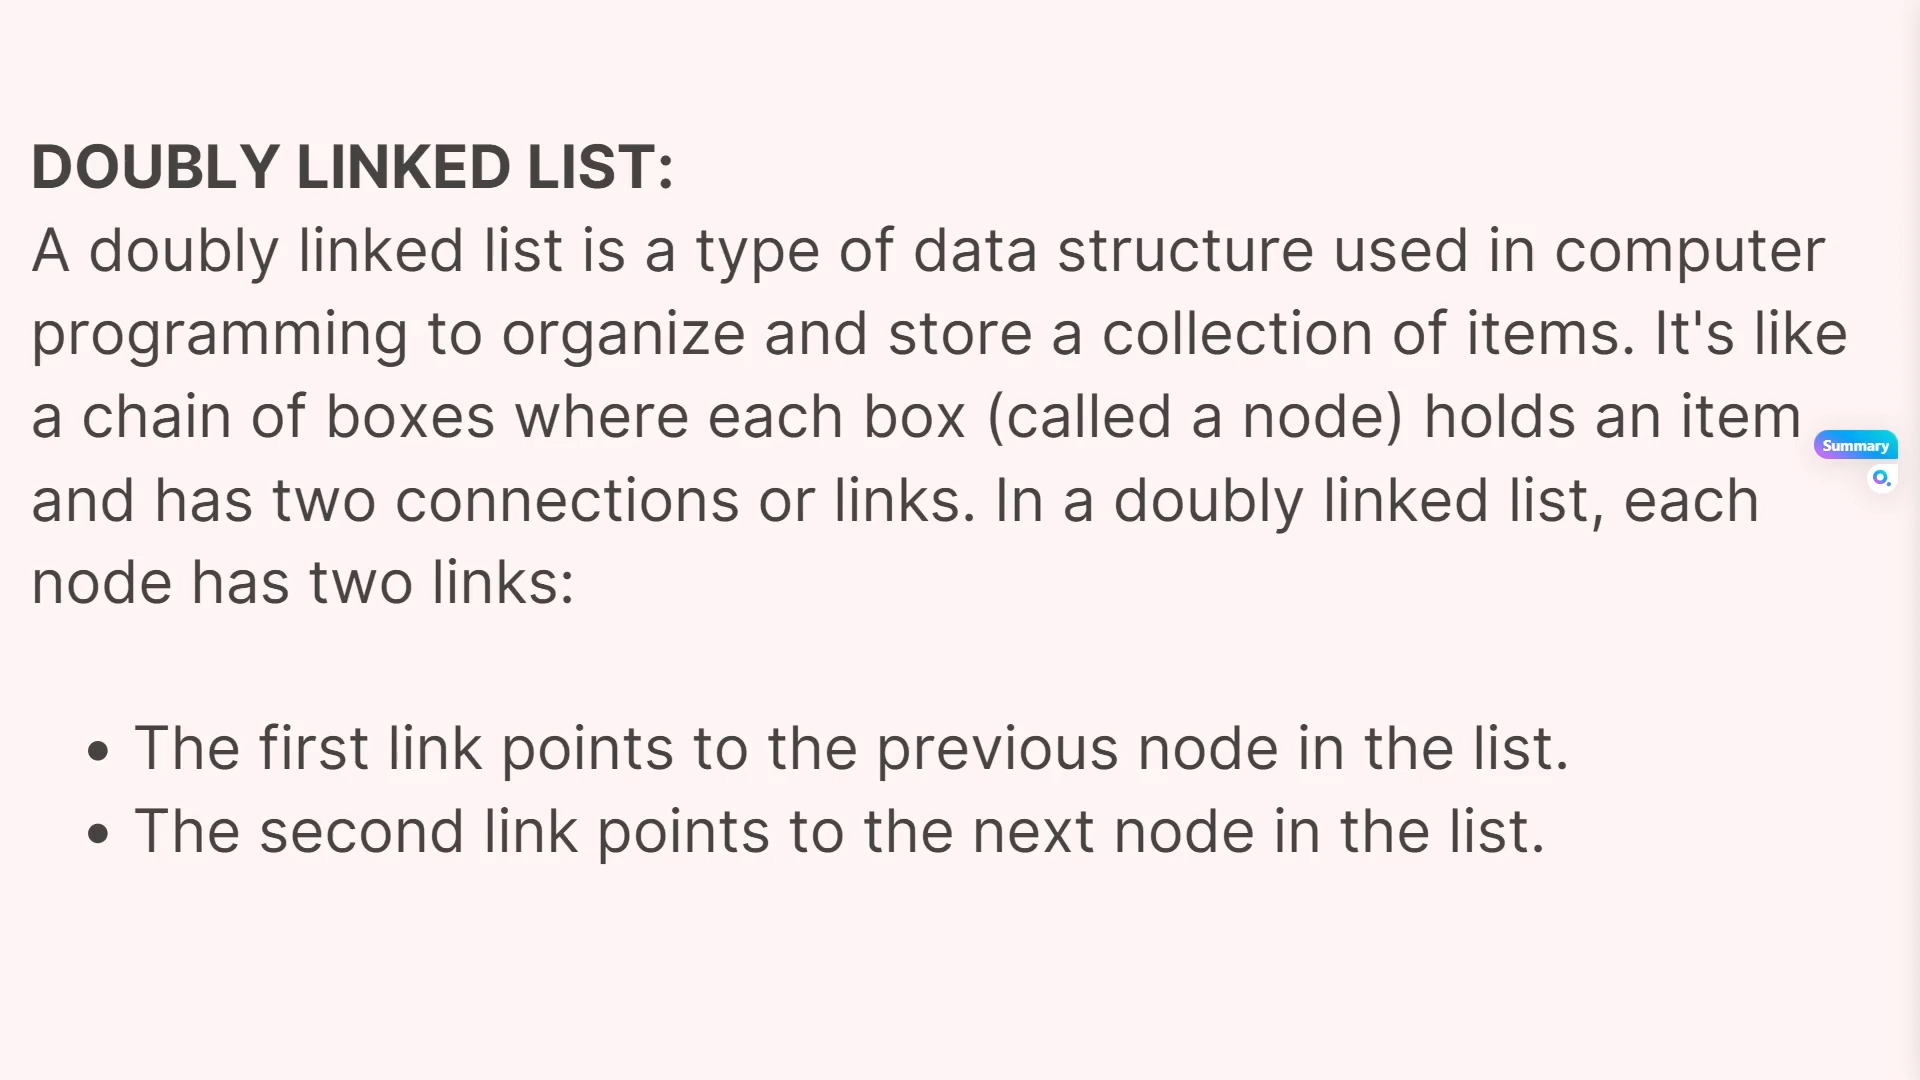 DOUBLY LINKED LIST:
A doubly linked list is a type of data structure used in computer
programming to organize and store a collection of items. It's like
a chain of boxes where each box (called a node) holds an item
Summary
and has two connections or links. In a doubly linked list, each
node has two links:
• The first link points to the previous node in the list.
• The second link points to the next node in the list.